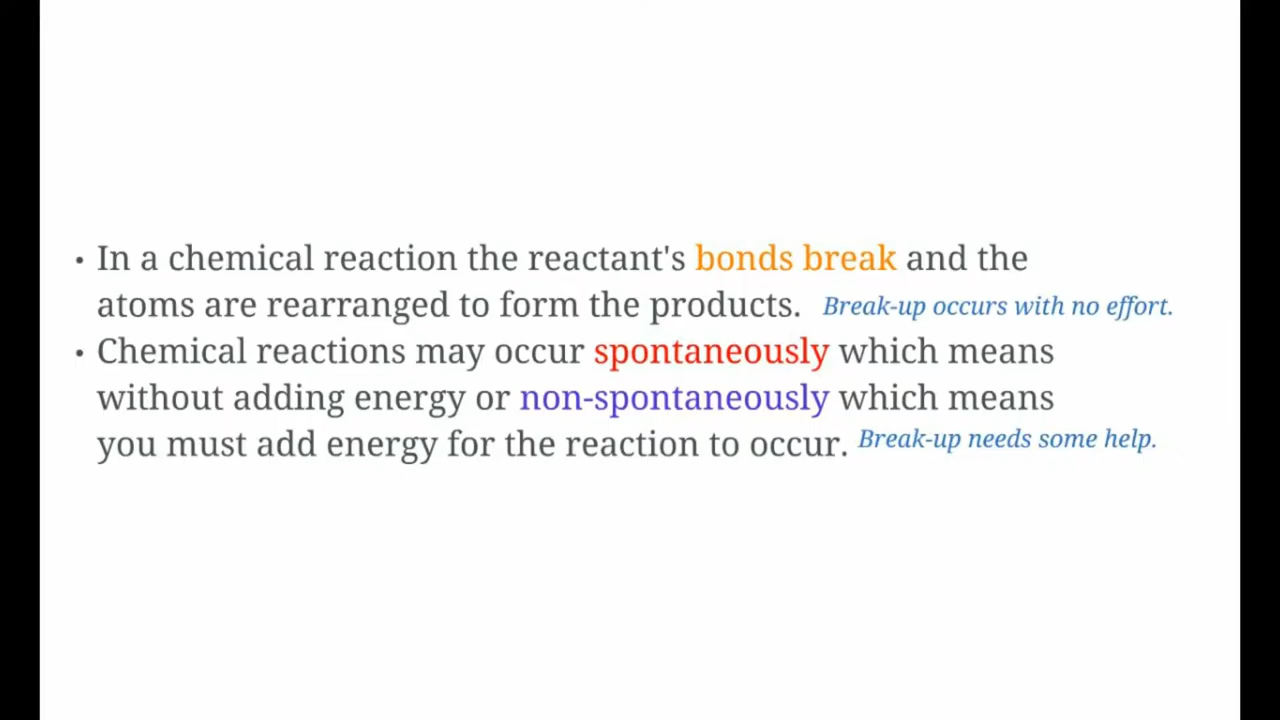 • In a chemical reaction the reactant's bonds break and the
atoms are rearranged to form the products. Break-up occurs with no effort.
• Chemical reactions may occur spontaneously which means
without adding energy or non-spontaneously which means
you must add energy for the reaction to occur. Break-up needs some help.